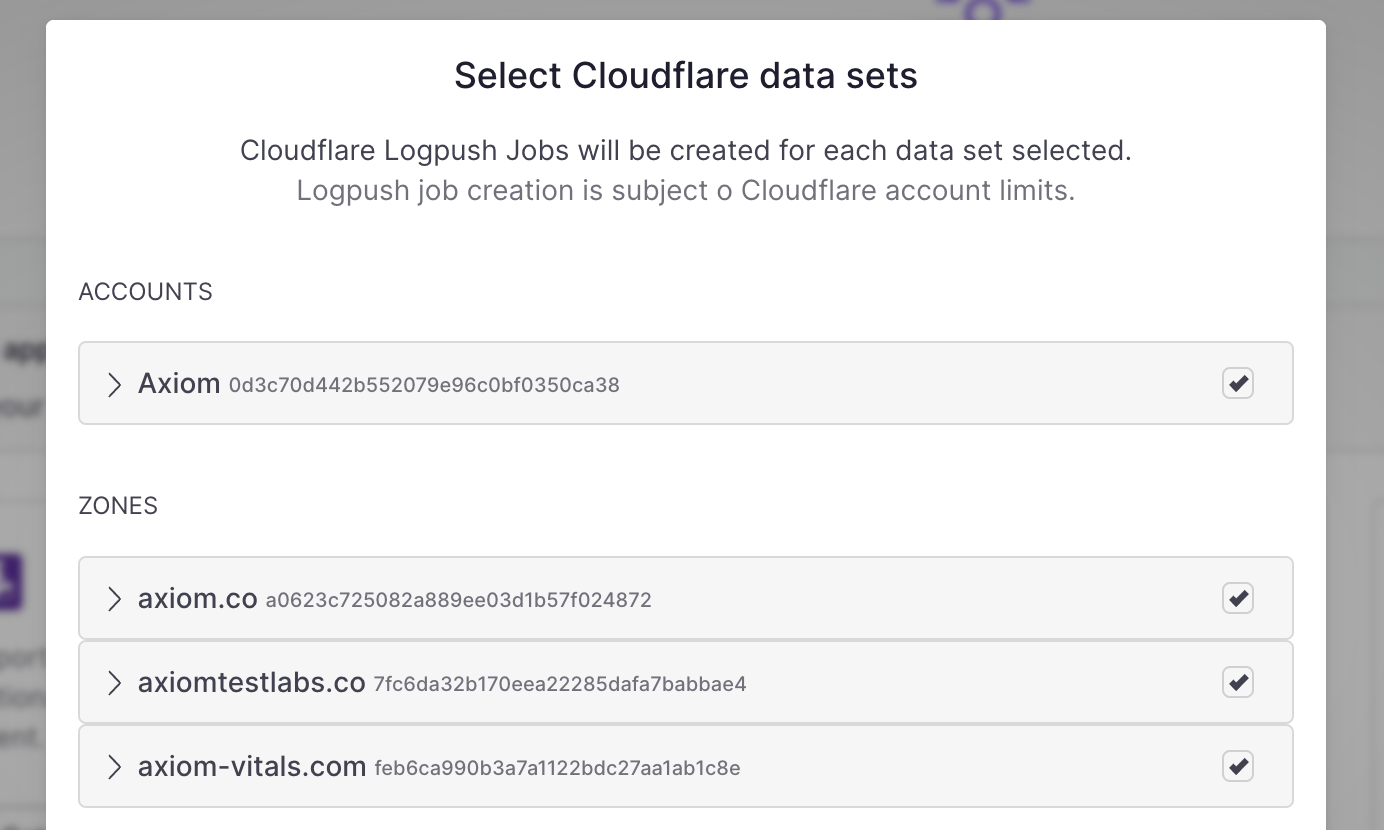 Select Cloudflare data sets
Cloudflare Logpush Jobs will be created for each data set selected.
Logpush job creation is subject o Cloudflare account limits.
ACCOUNTS
Axiom 0d3c70d442b552079e96c0bf0350ca38
ZONES
axiom.co a0623c725082a889ee03d1b57f024872
axiomtestlabs.co 7fc6da32b170eea22285dafa7babbae4
axiom-vitals.com feb6ca990b3a7a1122bdc27aa1ab1c8e